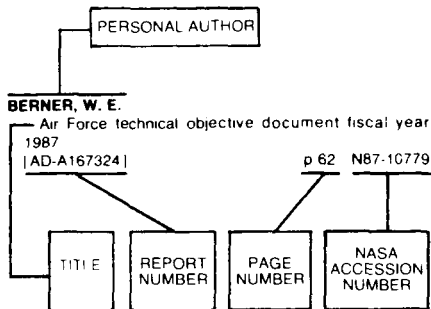 PERSONAL AUTHOR
BERNER, W. E.
Air Force technical objective document fiscal year
1987
[AD-A167324] p 62 N87-10779
TITLE REPORT NUMBER PAGE NUMBER NASA ACCESSION NUMBER